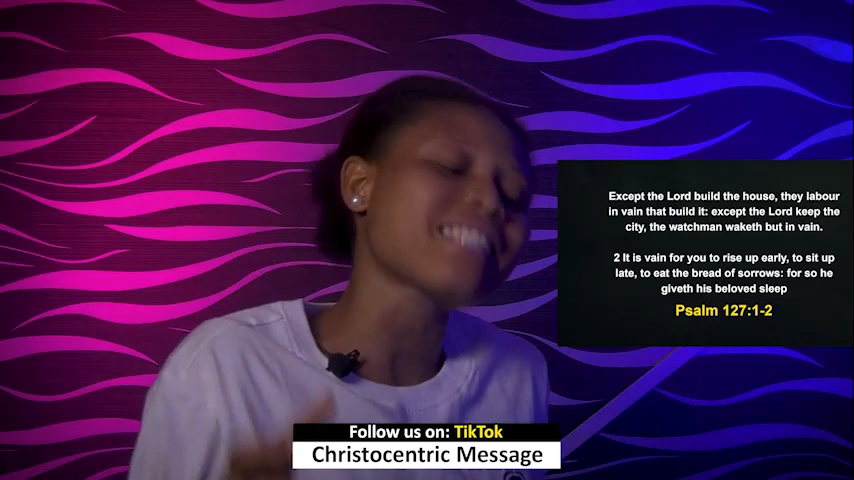 Except the Lord build the house, they labour
in vain that build it: except the Lord keep the
city, the watchman waketh but in vain.
2 It is vain for you to rise up early, to sit up
late, to eat the bread of sorrows: for so he
giveth his beloved sleep
Psalm 127:1-2
Follow us on: TikTok
Christocentric Message